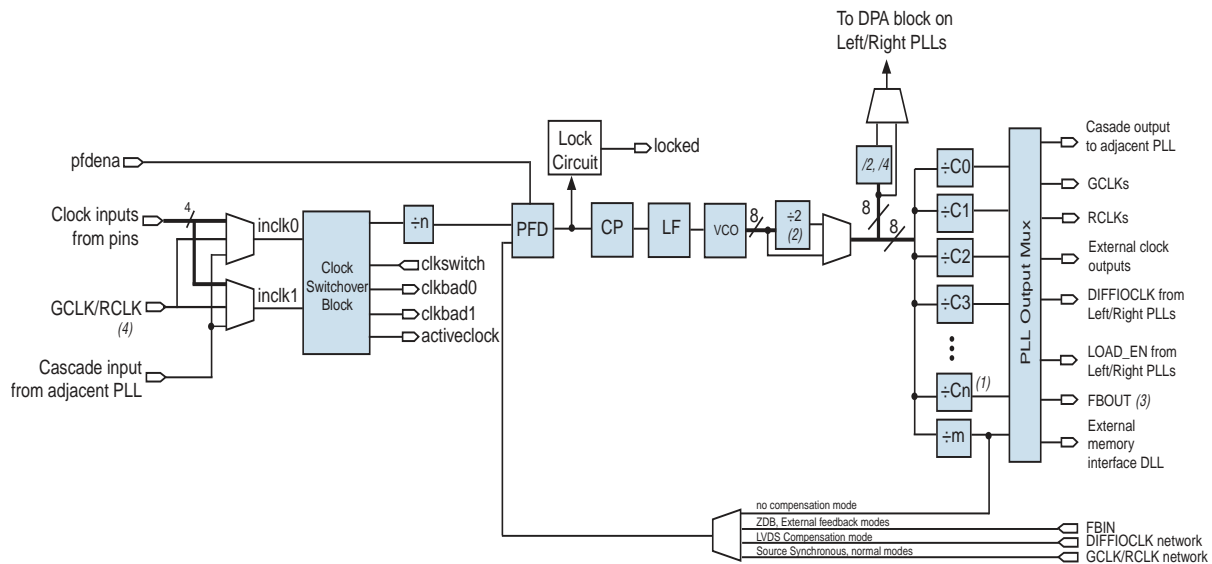 To DPA block on
Left/Right PLLs
pfdena
Lock
Circuit
locked
/2, /4
4
Clock inputs
from pins
inclk0
÷n
PFD
CP
LF
VCO
8
÷2
(2)
8
8
÷C0
÷C1
÷C2
÷C3
÷Cn
(1)
÷m
PLL Output Mux
Casade output
to adjacent PLL
GCLKs
RCLKs
External clock
outputs
DIFFIOCLK from
Left/Right PLLs
LOAD_EN from
Left/Right PLLs
FBOUT (3)
External
memory
interface DLL
Clock
Switchover
Block
clkswitch
clkbad0
clkbad1
activeclock
inclk1
GCLK/RCLK
(4)
Cascade input
from adjacent PLL
no compensation mode
ZDB, External feedback modes
LVDS Compensation mode
Source Synchronous, normal modes
FBIN
DIFFIOCLK network
GCLK/RCLK network